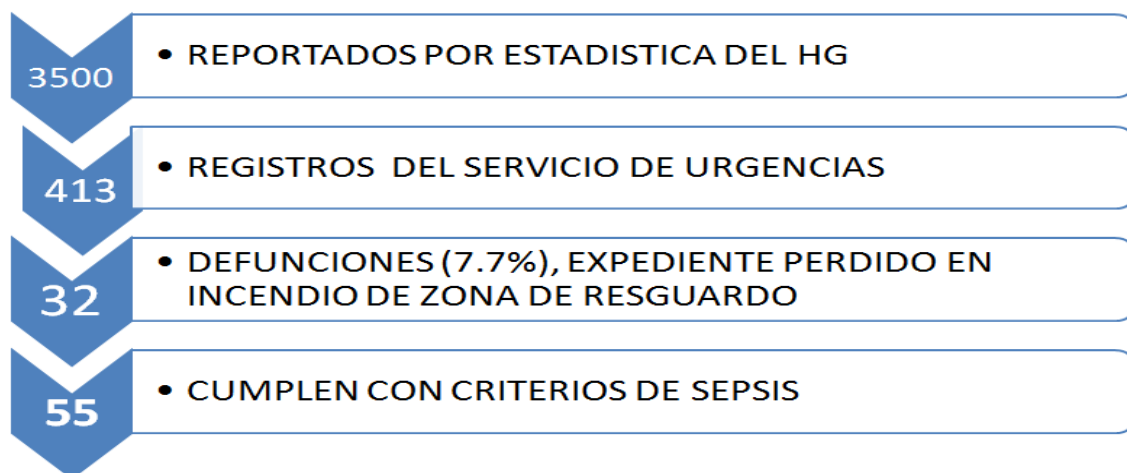 3500
• REPORTADOS POR ESTADISTICA DEL HG
413
• REGISTROS DEL SERVICIO DE URGENCIAS
32
• DEFUNCIONES (7.7%), EXPEDIENTE PERDIDO EN
INCENDIO DE ZONA DE RESGUARDO
55
• CUMPLEN CON CRITERIOS DE SEPSIS